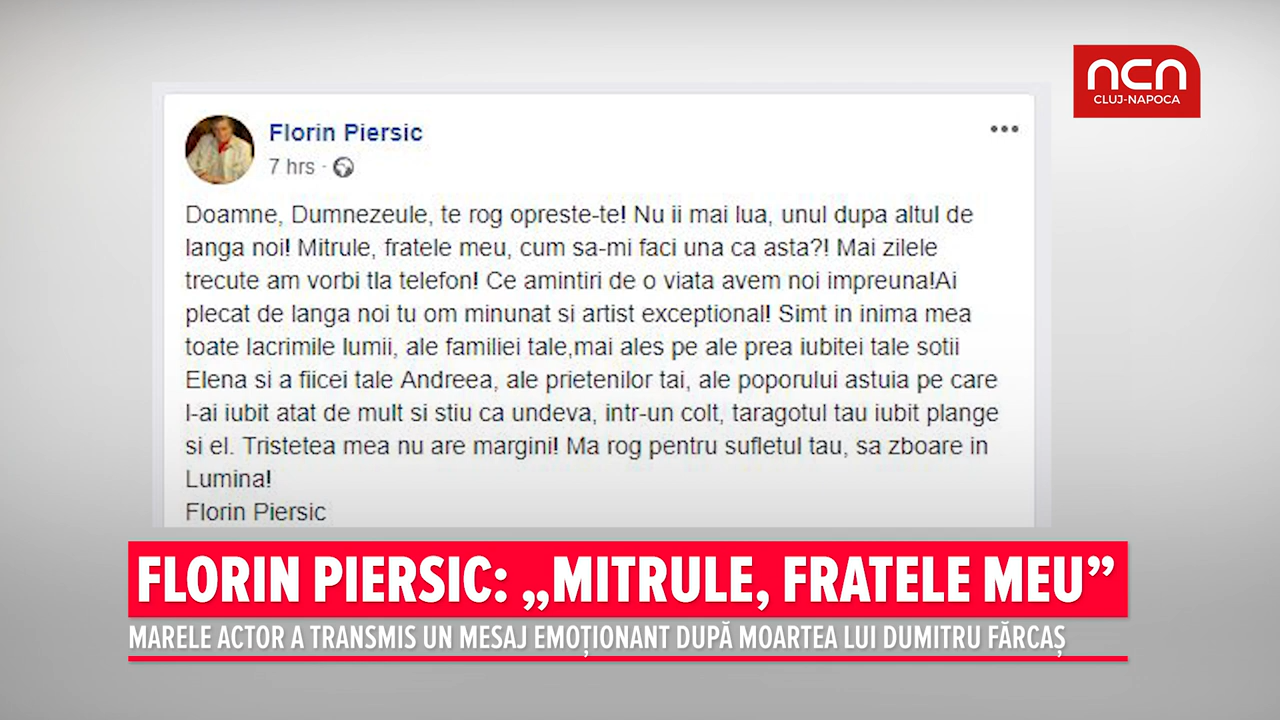 ncn
CLUJ-NAPOCA
Florin Piersic
7 hrs ·
Doamne, Dumnezeule, te rog opreste-te! Nu ii mai lua, unul dupa altul de
langa noi! Mitrule, fratele meu, cum sa-mi faci una ca asta?! Mai zilele
trecute am vorbi tla telefon! Ce amintiri de o viata avem noi impreuna!Ai
plecat de langa noi tu om minunat si artist exceptional! Simt in inima mea
toate lacrimile lumii, ale familiei tale,mai ales pe ale prea iubitei tale sotii
Elena si a fiicei tale Andreea, ale prietenilor tai, ale poporului astuia pe care
l-ai iubit atat de mult si stiu ca undeva, intr-un colt, taragotul tau iubit plange
si el. Tristetea mea nu are margini! Ma rog pentru sufletul tau, sa zboare in
Lumina!
Florin Piersic
FLORIN PIERSIC: „MITRULE, FRATELE MEU”
MARELE ACTOR A TRANSMIS UN MESAJ EMOȚIONANT DUPĂ MOARTEA LUI DUMITRU FĂRCAȘ